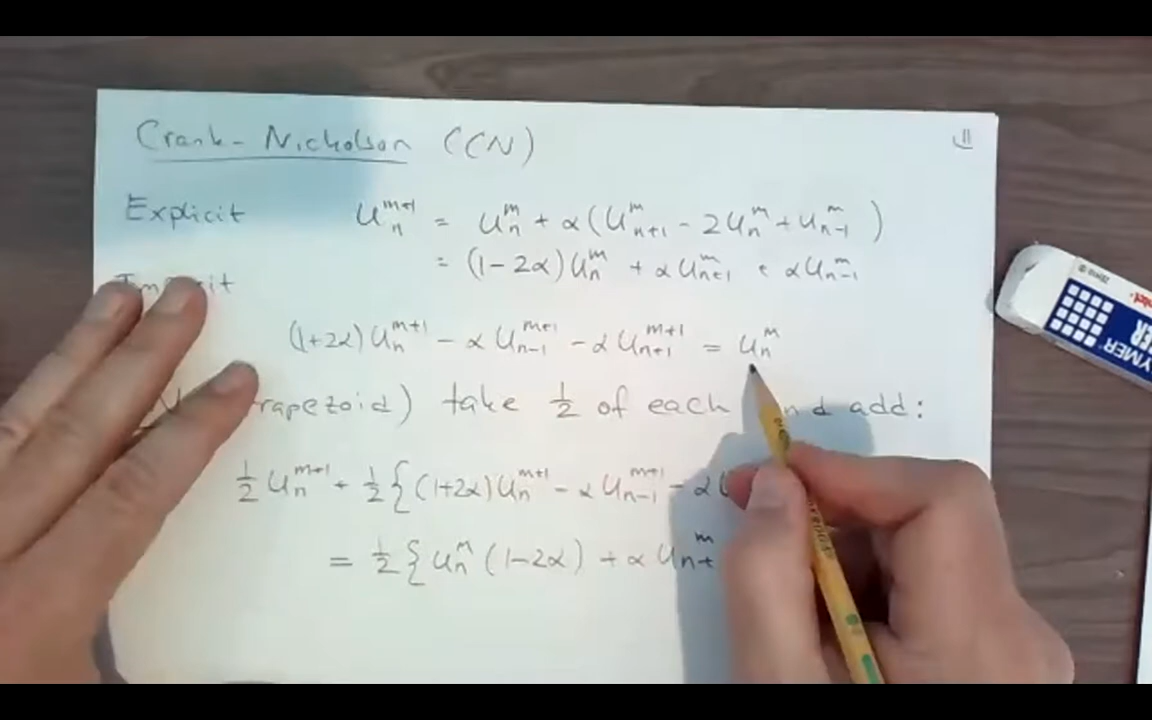 Crank-Nicholson (CN)
Explicit u_n^{m+1} = u_n^m + α(u_{n+1}^m - 2u_n^m + u_{n-1}^m)
= (1-2α)u_n^m + αu_{n+1}^m + αu_{n-1}^m
(1+2α)u_n^{m+1} - αu_{n-1}^{m+1} - αu_{n+1}^{m+1} = u_n^m
take 1/2 of each add:
1/2 u_n^{m+1} + 1/2 {(1+2α)u_n^{m+1} - αu_{n-1}^{m+1} - α
= 1/2 {u_n^m (1-2α) + α u_{n+}^m